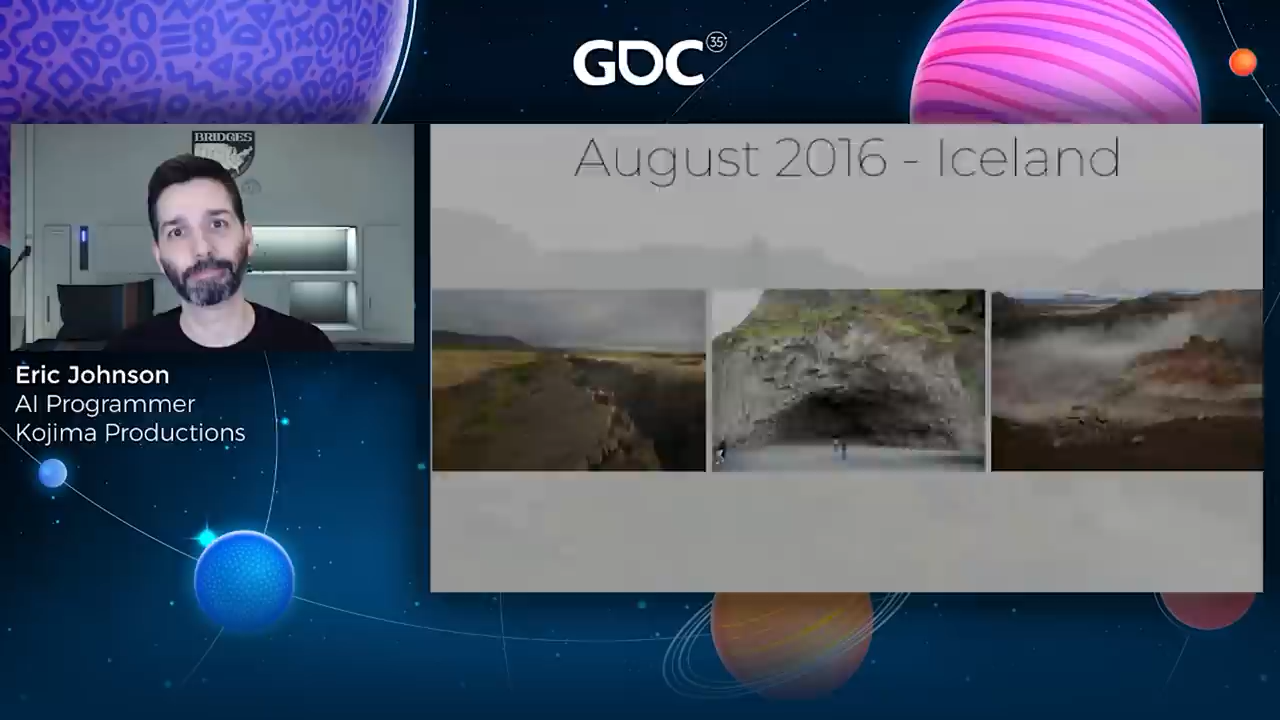 GDC 35
BRIDGES
August 2016 - Iceland
Eric Johnson
AI Programmer
Kojima Productions